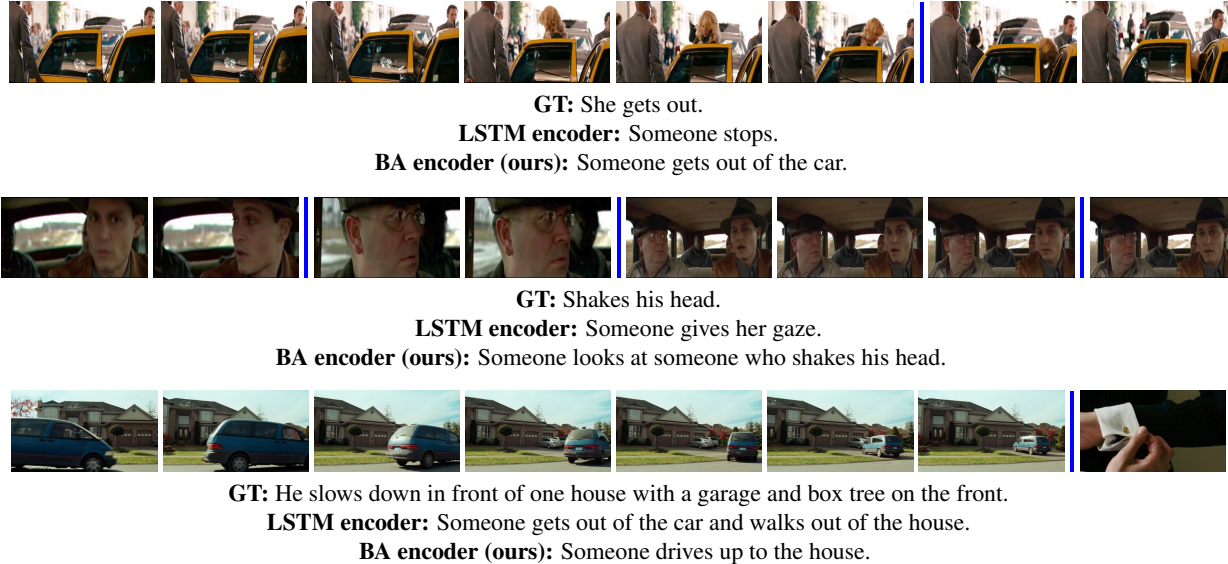 GT: She gets out.
LSTM encoder: Someone stops.
BA encoder (ours): Someone gets out of the car.
GT: Shakes his head.
LSTM encoder: Someone gives her gaze.
BA encoder (ours): Someone looks at someone who shakes his head.
GT: He slows down in front of one house with a garage and box tree on the front.
LSTM encoder: Someone gets out of the car and walks out of the house.
BA encoder (ours): Someone drives up to the house.